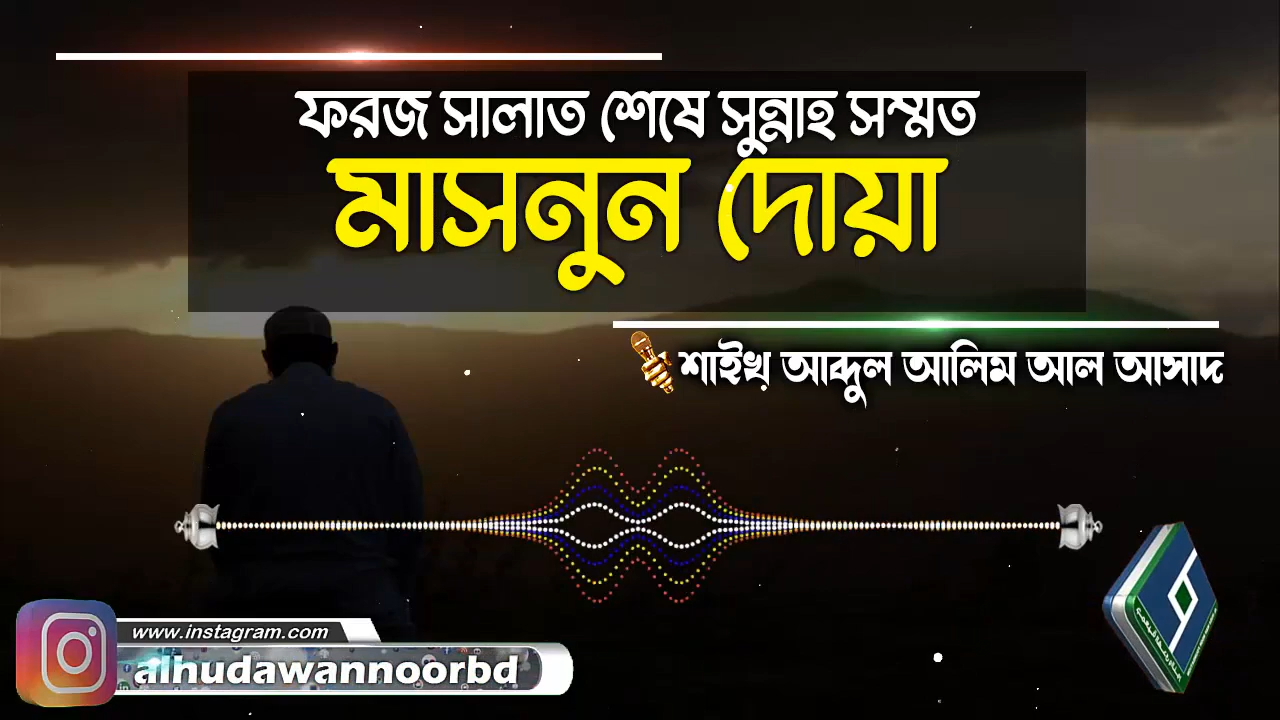 ফরজ সালাত শেষে সুন্নাহ সম্মত
মাসনুন দোয়া
শাইখ আব্দুল আলিম আল আসাদ
www.instagram.com
alhudawannoorbd